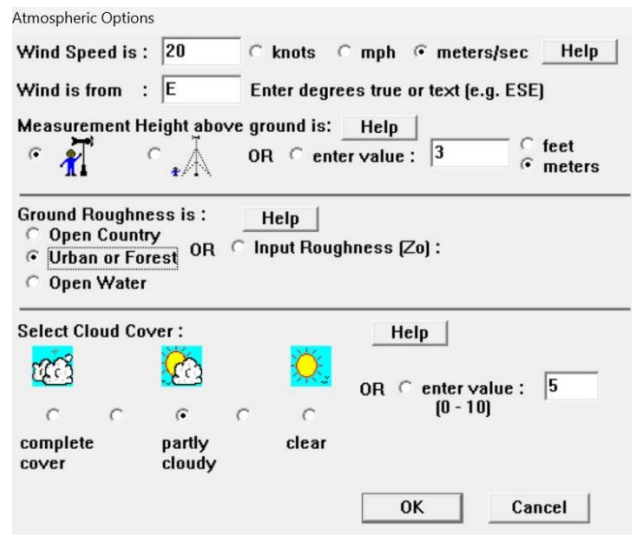 Atmospheric Options
Wind Speed is : 20 knots mph meters/sec Help
Wind is from : E Enter degrees true or text (e.g. ESE)
Measurement Height above ground is: Help
OR enter value : 3 feet
meters
Ground Roughness is : Help
Open Country
Urban or Forest OR Input Roughness (Zo) :
Open Water
Select Cloud Cover : Help
OR enter value : 5
(0 - 10)
complete cover
partly cloudy
clear
OK Cancel